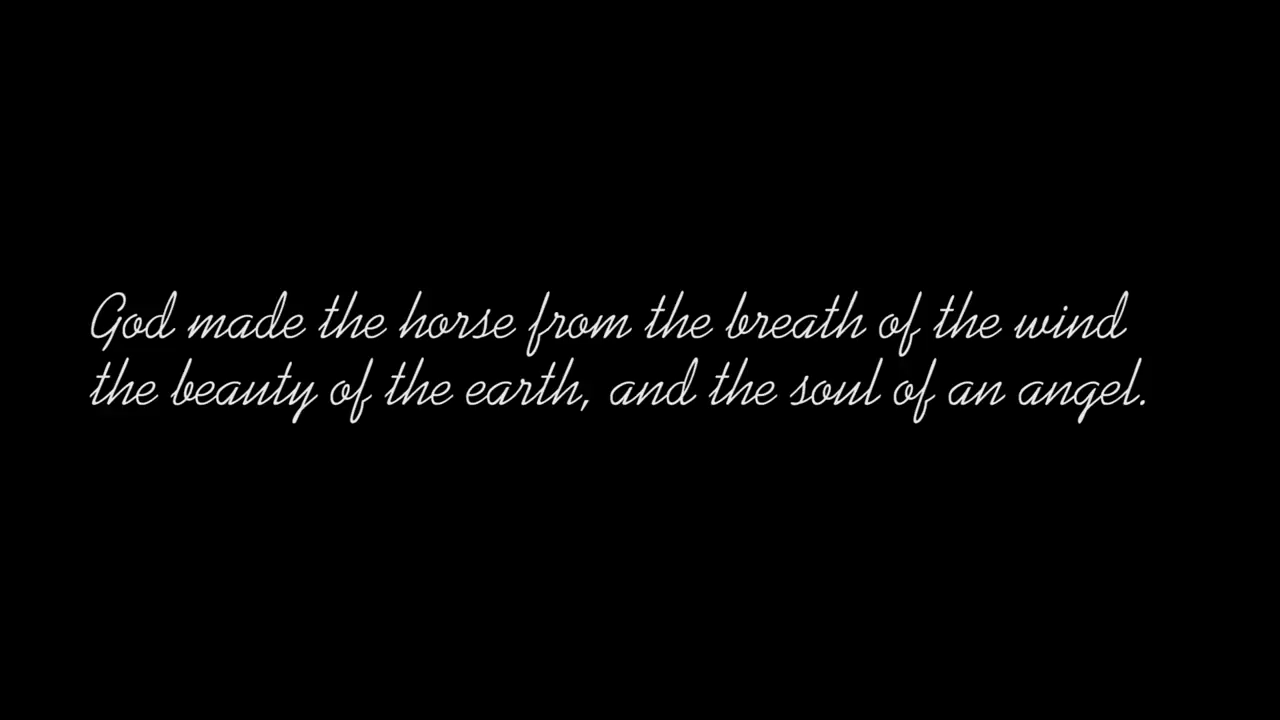 God made the horse from the breath of the wind
the beauty of the earth, and the soul of an angel.